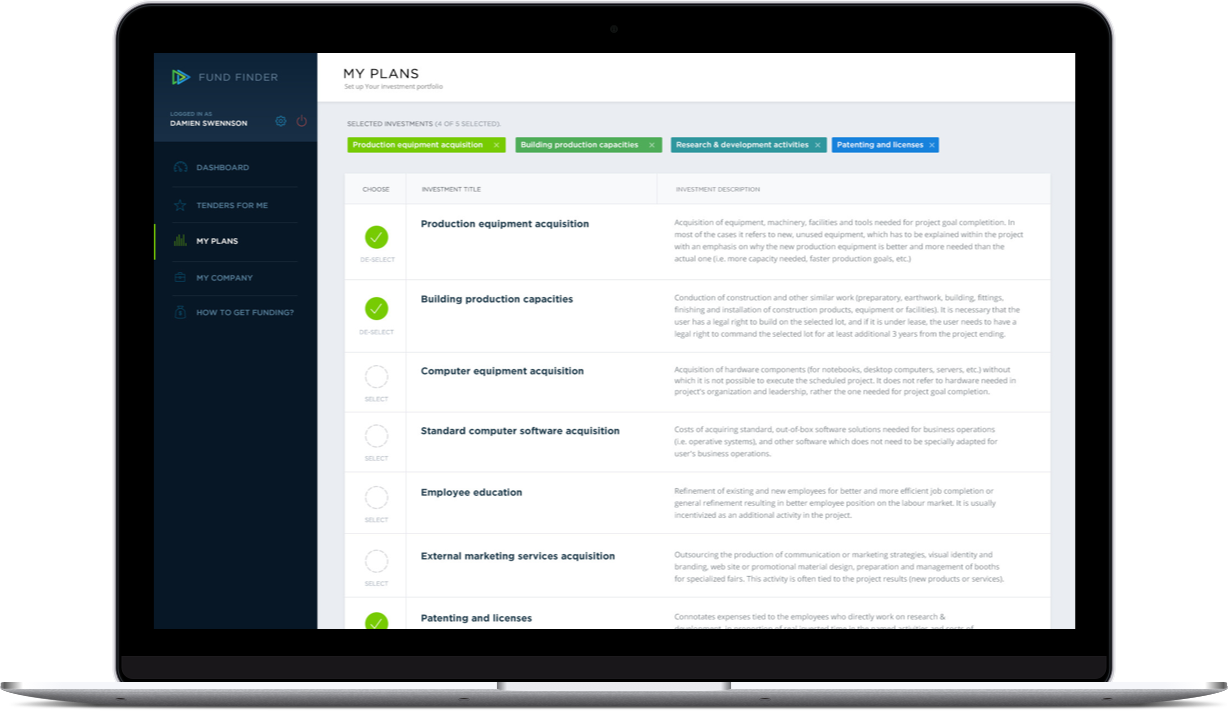 FUND FINDER
LOGGED IN AS
DAMIEN SWENNSON
DASHBOARD
TENDERS FOR ME
MY PLANS
MY COMPANY
HOW TO GET FUNDING?
MY PLANS
Set up Your investment portfolio
SELECTED INVESTMENTS (4 OF 5 SELECTED).
Production equipment acquisition ×
Building production capacities ×
Research & development activities ×
Patenting and licenses ×
CHOOSE
INVESTMENT TITLE
INVESTMENT DESCRIPTION
DE-SELECT
Production equipment acquisition
Acquisition of equipment, machinery, facilities and tools needed for project goal completition. In
most of the cases it refers to new, unused equipment, which has to be explained within the project
with an emphasis on why the new production equipment is better and more needed than the
actual one (i.e. more capacity needed, faster production goals, etc.)
DE-SELECT
Building production capacities
Conduction of construction and other similar work (preparatory, earthwork, building, fittings,
finishing and installation of construction products, equipment or facilities). It is necessary that the
user has a legal right to build on the selected lot, and if it is under lease, the user needs to have a
legal right to command the selected lot for at least additional 3 years from the project ending.
SELECT
Computer equipment acquisition
Acquisition of hardware components (for notebooks, desktop computers, servers, etc.) without
which it is not possible to execute the scheduled project. It does not refer to hardware needed in
project's organization and leadership, rather the one needed for project goal completion.
SELECT
Standard computer software acquisition
Costs of acquiring standard, out-of-box software solutions needed for business operations
(i.e. operative systems), and other software which does not need to be specially adapted for
user's business operations.
SELECT
Employee education
Refinement of existing and new employees for better and more efficient job completion or
general refinement resulting in better employee position on the labour market. It is usually
incentivized as an additional activity in the project.
SELECT
External marketing services acquisition
Outsourcing the production of communication or marketing strategies, visual identity and
branding, web site or promotional material design, preparation and management of booths
for specialized fairs. This activity is often tied to the project results (new products or services).
Patenting and licenses
Connotates expenses tied to the employees who directly work on research &